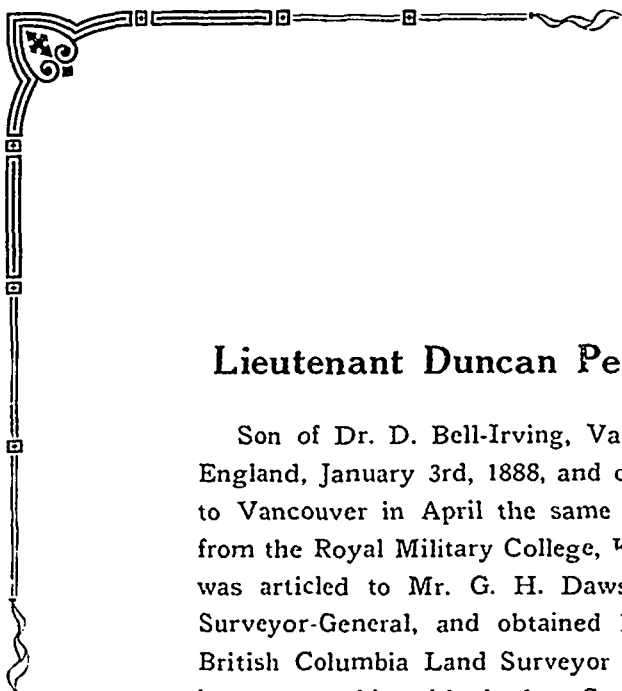 Lieutenant Duncan Pe
Son of Dr. D. Bell-Irving, Va
England, January 3rd, 1888, and
to Vancouver in April the same
from the Royal Military College,
was articled to Mr. G. H. Daws
Surveyor-General, and obtained
British Columbia Land Surveyor